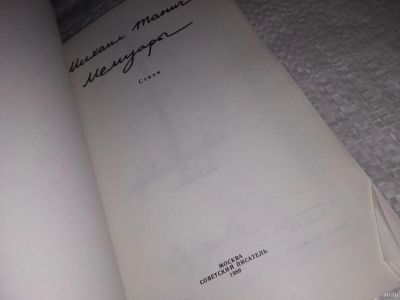 Михаил Танич
Мемуары
Стихи
МОСКВА
СОВЕТСКИЙ ПИСАТЕЛЬ
1989